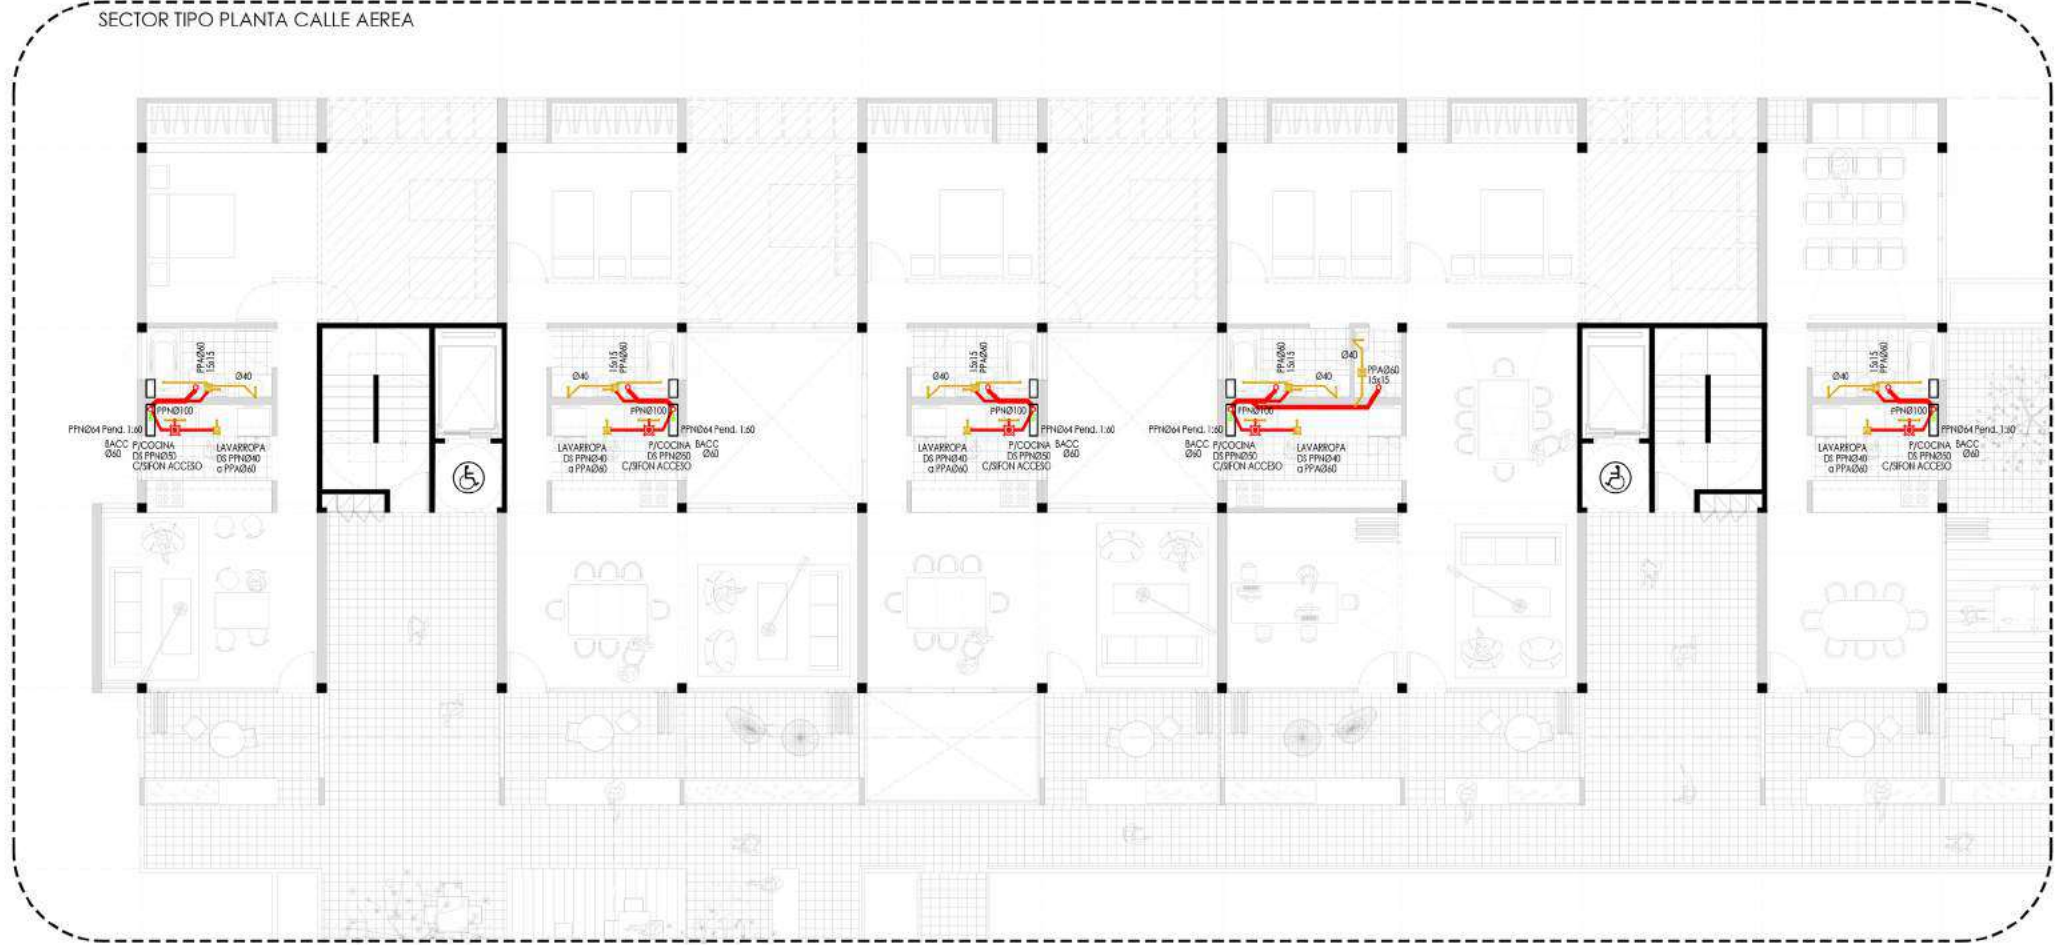 SECTOR TIPO PLANTA CALLE AEREA
PPAØ60
15x15
Ø40
PPNØ100
PPNØ64 Pend. 1:60
BACC
Ø60
P/COCINA
DS PPNØ50
C/SIFON ACCESO
LAVARROPA
DS PPNØ40
a PPAØ60
15x15
PPAØ60
Ø40
PPNØ100
PPNØ64 Pend. 1:60
LAVARROPA
DS PPNØ40
a PPAØ60
P/COCINA
DS PPNØ50
C/SIFON ACCESO
BACC
Ø60
15x15
PPAØ60
Ø40
PPNØ100
PPNØ64 Pend. 1:60
LAVARROPA
DS PPNØ40
a PPAØ60
P/COCINA
DS PPNØ50
C/SIFON ACCESO
BACC
Ø60
PPAØ60
15x15
Ø40
Ø40
PPAØ60
15x15
PPNØ100
PPNØ64 Pend. 1:60
BACC
Ø60
P/COCINA
DS PPNØ50
C/SIFON ACCESO
LAVARROPA
DS PPNØ40
a PPAØ60
15x15
PPAØ60
Ø40
PPNØ100
PPNØ64 Pend. 1:60
LAVARROPA
DS PPNØ40
a PPAØ60
P/COCINA
DS PPNØ50
C/SIFON ACCESO
BACC
Ø60